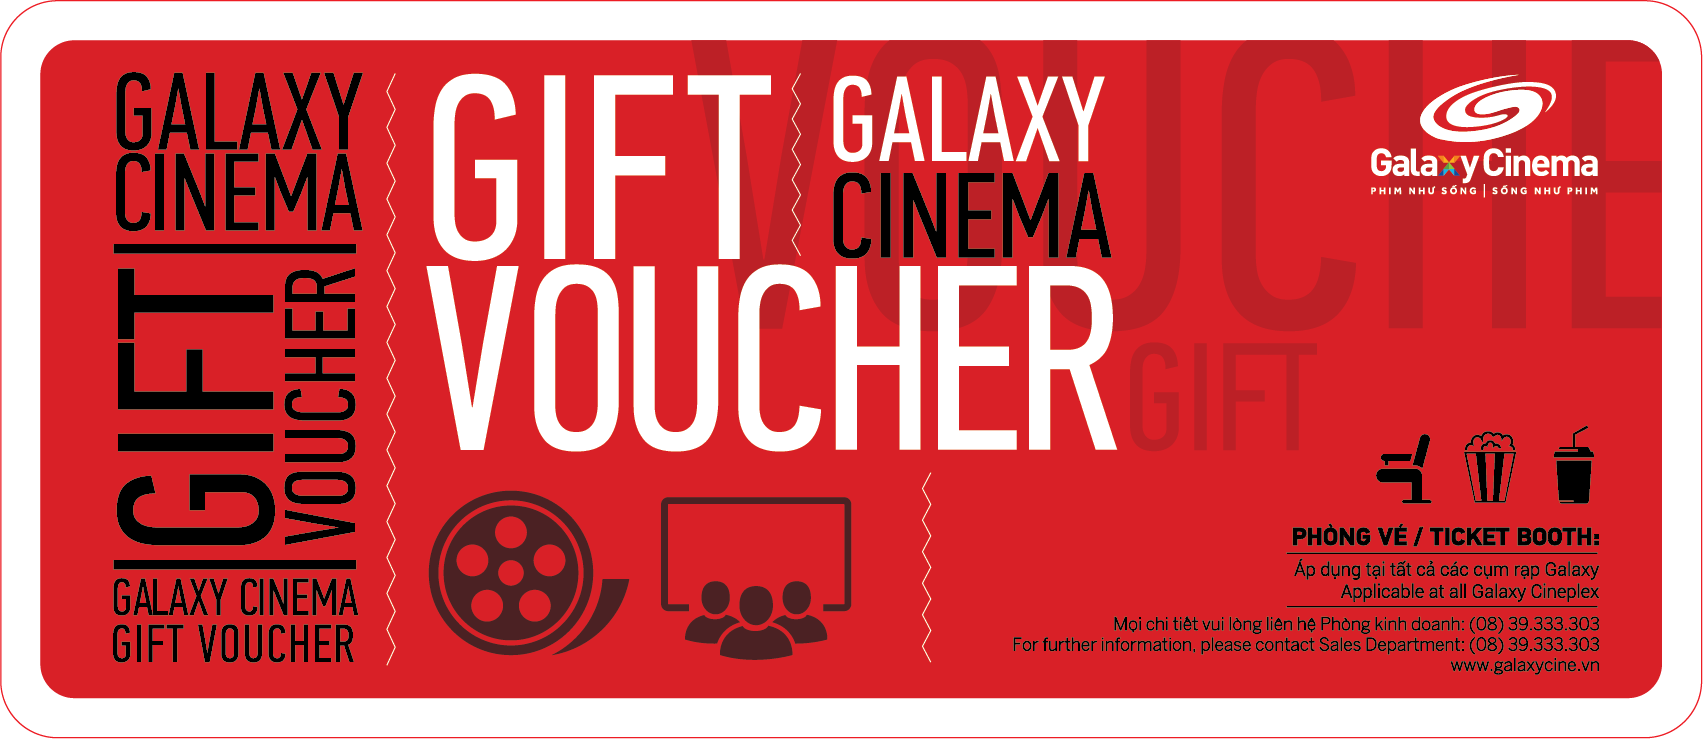 GALAXY
CINEMA
GIFT
VOUCHER
GALAXY CINEMA
GIFT VOUCHER
GIFT
VOUCHER
GALAXY
CINEMA
VOUCHE
GIFT
Galaxy Cinema
PHIM NHƯ SỐNG | SỐNG NHƯ PHIM
PHÒNG VÉ / TICKET BOOTH:
Áp dụng tại tất cả các cụm rạp Galaxy
Applicable at all Galaxy Cineplex
Mọi chi tiết vui lòng liên hệ Phòng kinh doanh: (08) 39.333.303
For further information, please contact Sales Department: (08) 39.333.303
www.galaxycine.vn